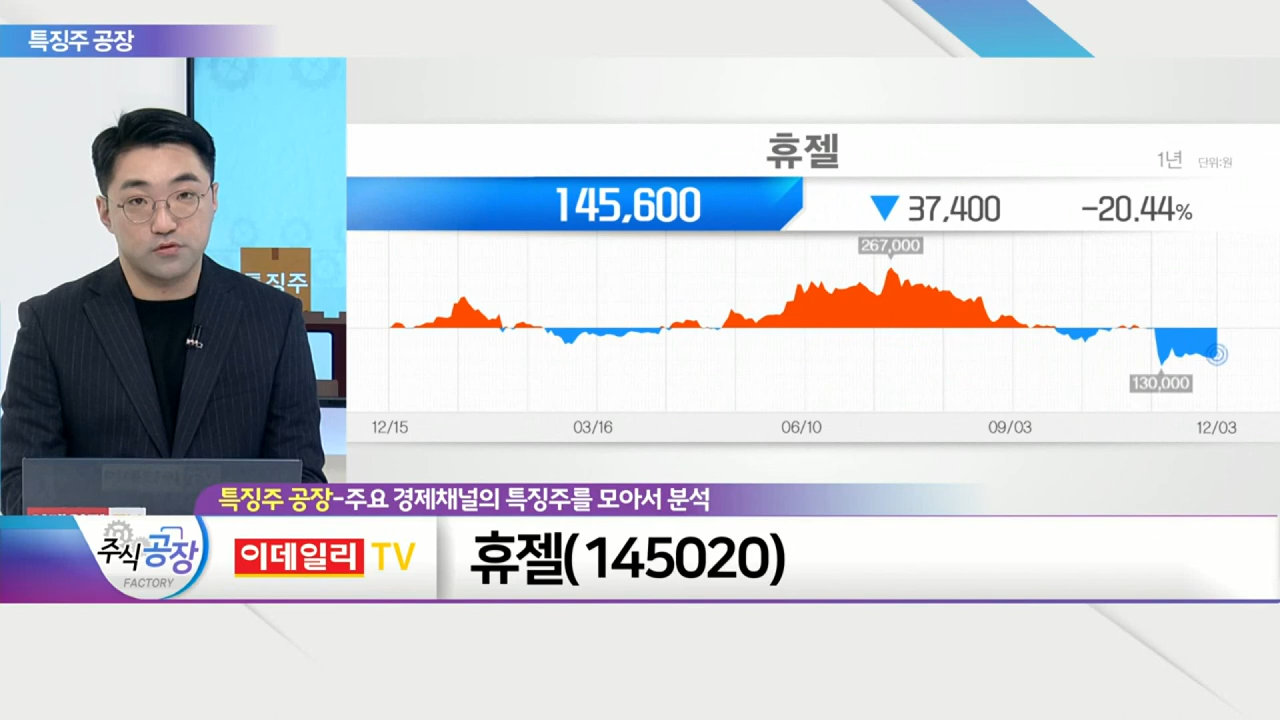 특징주 공장
휴젤
1년 단위:원
145,600 ▼ 37,400 -20.44%
267,000
특징주
130,000
12/15 03/16 06/10 09/03 12/03
특징주 공장-주요 경제채널의 특징주를 모아서 분석
주식공장
FACTORY
이데일리 TV
휴젤(145020)